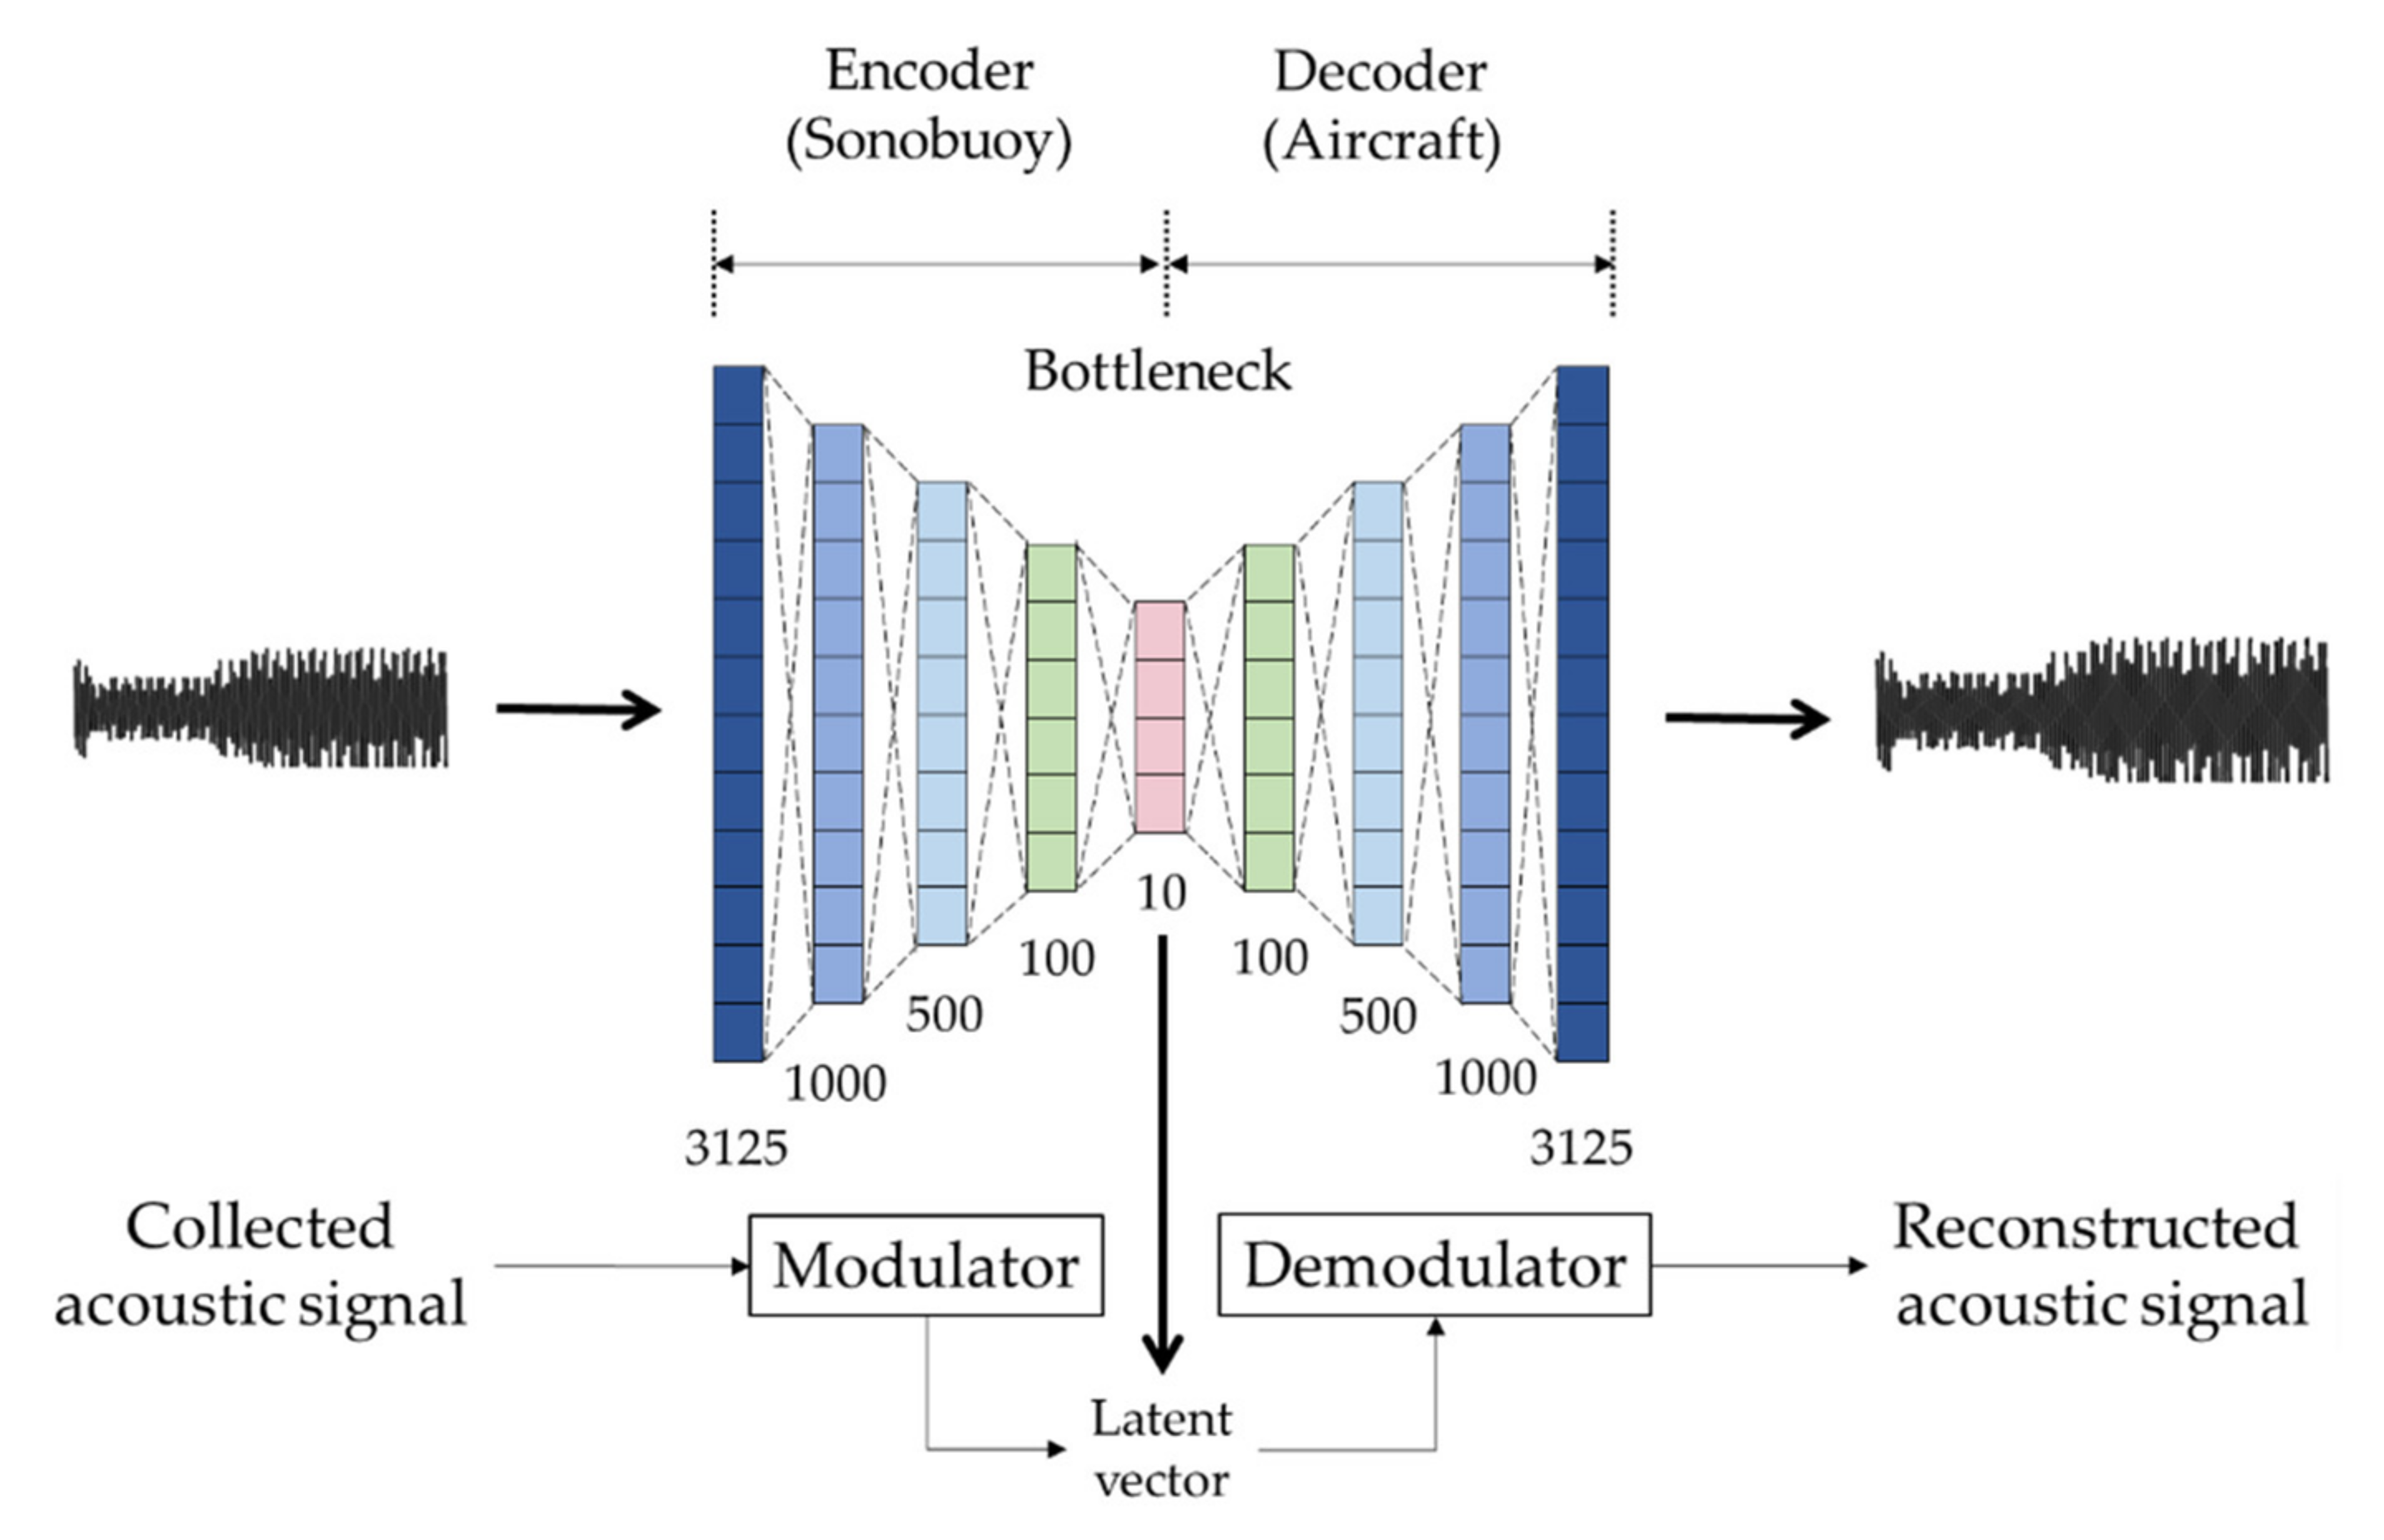 Encoder
(Sonobuoy)
Decoder
(Aircraft)
Bottleneck
10
100
100
500
500
1000
1000
3125
3125
Collected
acoustic signal
Modulator
Demodulator
Reconstructed
acoustic signal
Latent
vector